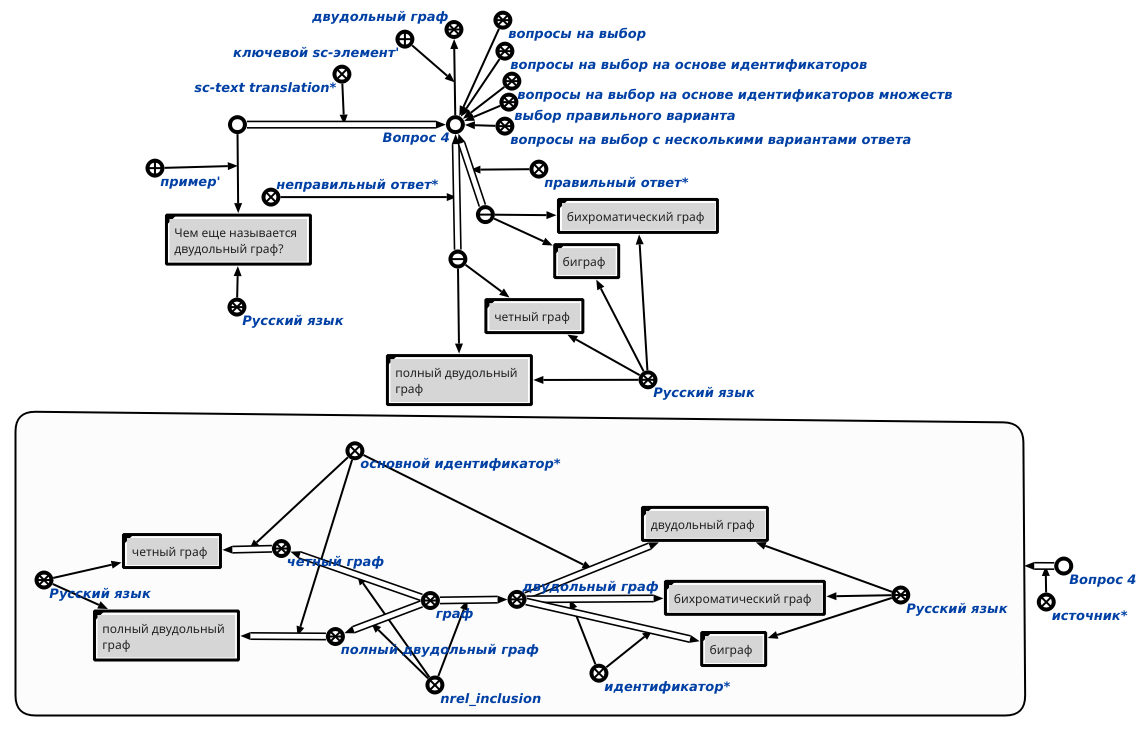 двудольный граф
вопросы на выбор
ключевой sc-элемент'
вопросы на выбор на основе идентификаторов
sc-text translation*
вопросы на выбор на основе идентификаторов множеств
выбор правильного варианта
Вопрос 4
вопросы на выбор с несколькими вариантами ответа
пример'
неправильный ответ*
правильный ответ*
бихроматический граф
Чем еще называется
двудольный граф?
биграф
Русский язык
четный граф
полный двудольный
граф
Русский язык
основной идентификатор*
двудольный граф
четный граф
четный граф
двудольный граф
Русский язык
бихроматический граф
Русский язык
граф
полный двудольный
граф
полный двудольный граф
биграф
идентификатор*
nrel_inclusion
Вопрос 4
источник*